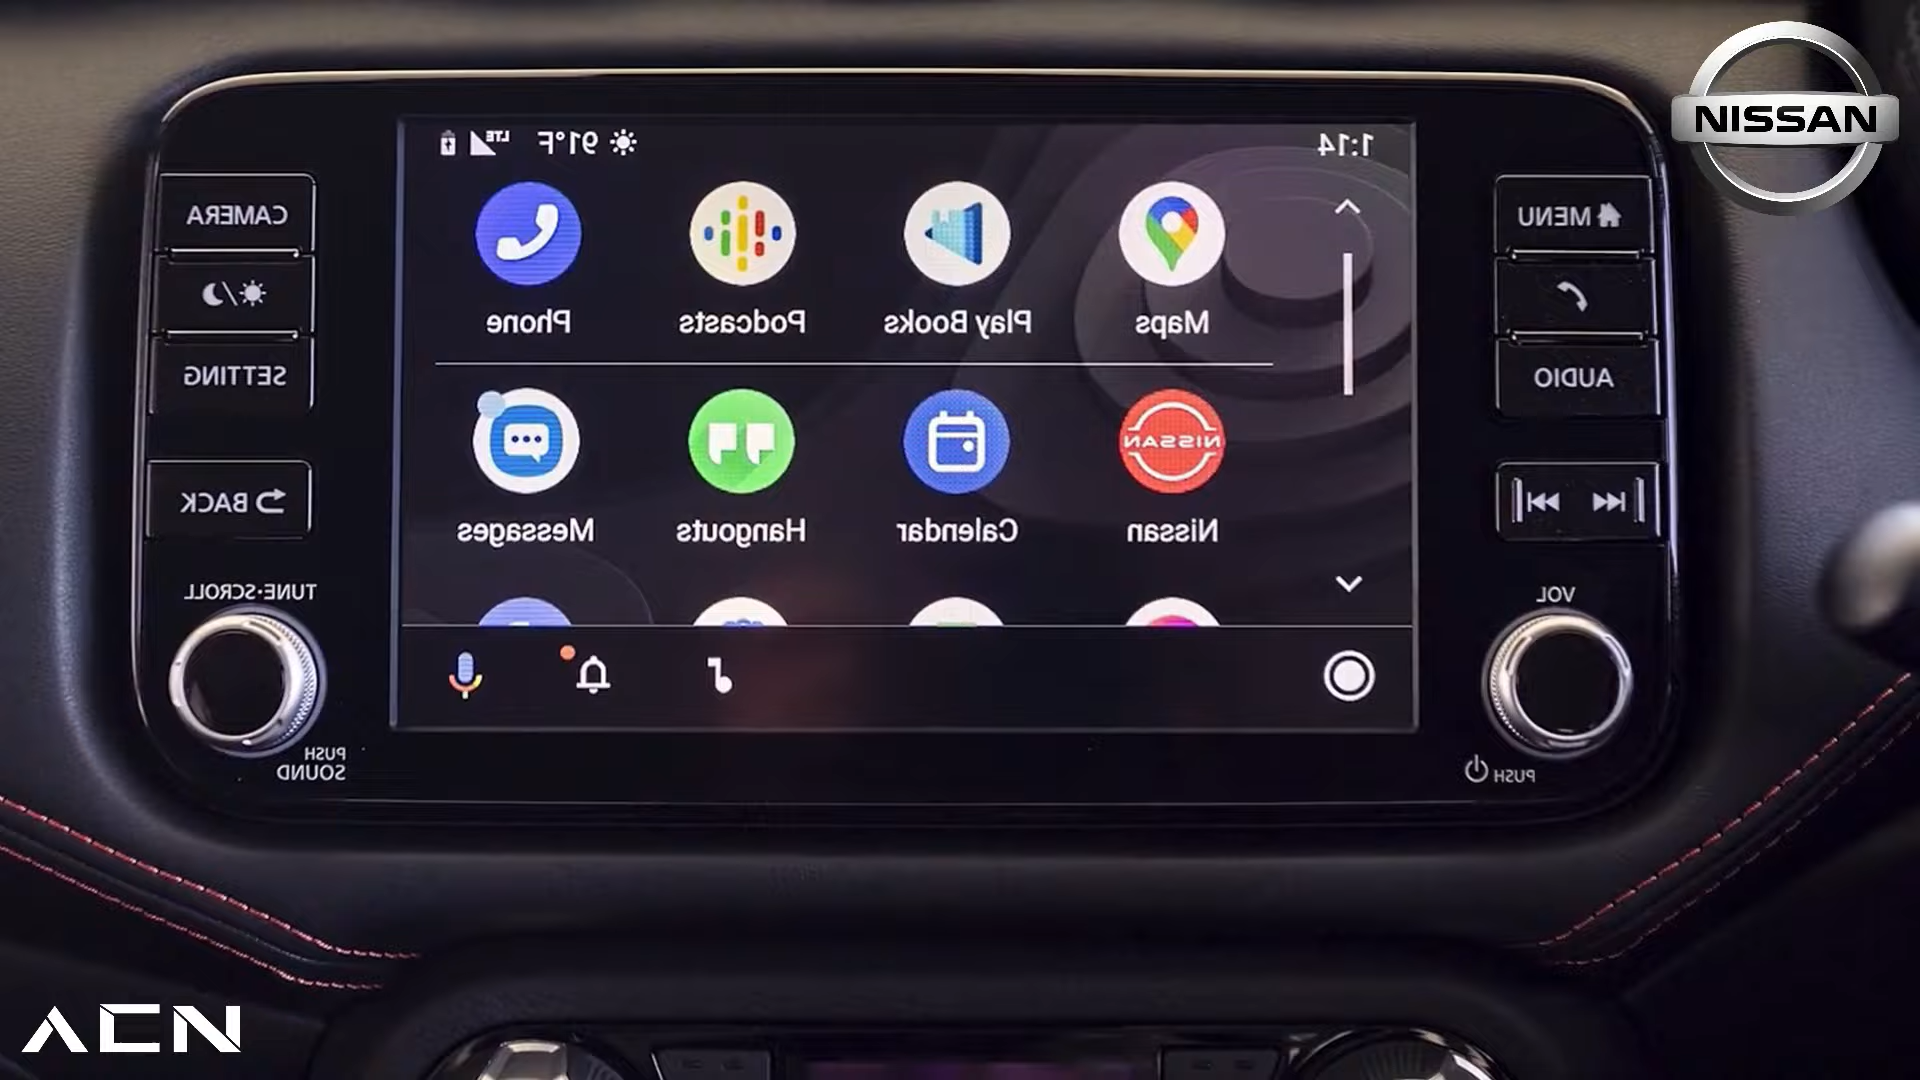 NISSAN
1:14
91°F
LTE
MENU
AUDIO
VOL
PUSH
CAMERA
SETTING
BACK
TUNE·SCROLL
PUSH
SOUND
Maps
Play Books
Podcasts
Phone
NISSAN
Nissan
Calendar
Hangouts
Messages
ACN